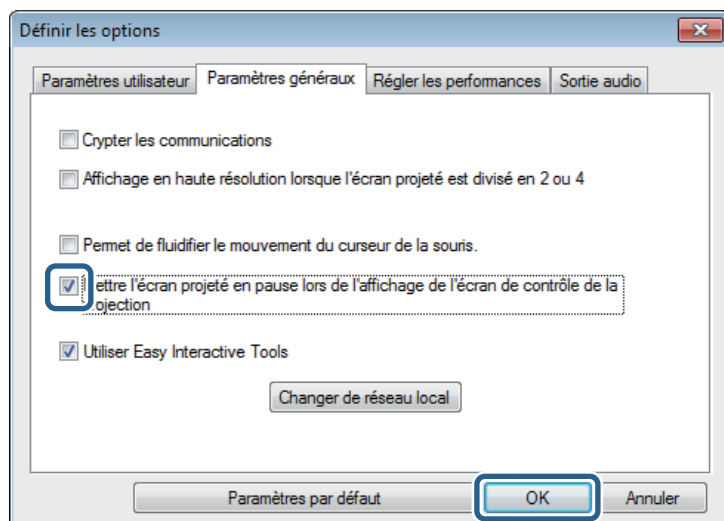 Définir les options
Paramètres utilisateur Paramètres généraux Régler les performances Sortie audio
Crypter les communications
Affichage en haute résolution lorsque l'écran projeté est divisé en 2 ou 4
Permet de fluidifier le mouvement du curseur de la souris.
ettre l'écran projeté en pause lors de l'affichage de l'écran de contrôle de la
ojection
Utiliser Easy Interactive Tools
Changer de réseau local
Paramètres par défaut OK Annuler